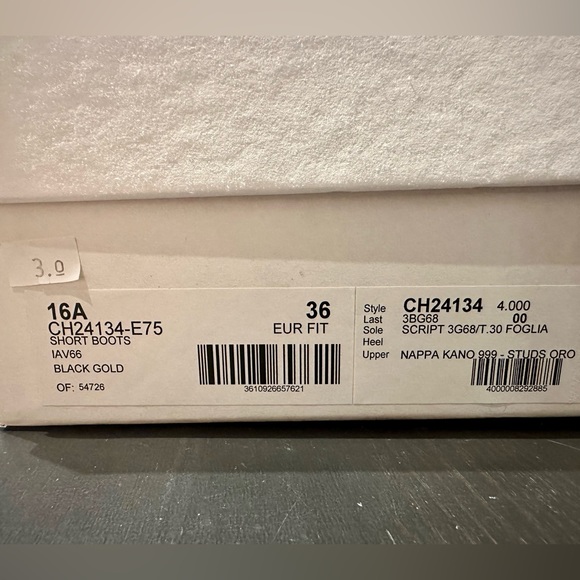 3.0
16A
CH24134-E75
SHORT BOOTS
IAV66
BLACK GOLD
OF: 54726
36
EUR FIT
3610926657621
Style CH24134 4.000
Last 3BG68 00
Sole SCRIPT 3G68/T.30 FOGLIA
Heel
Upper NAPPA KANO 999 - STUDS ORO
4000008292885